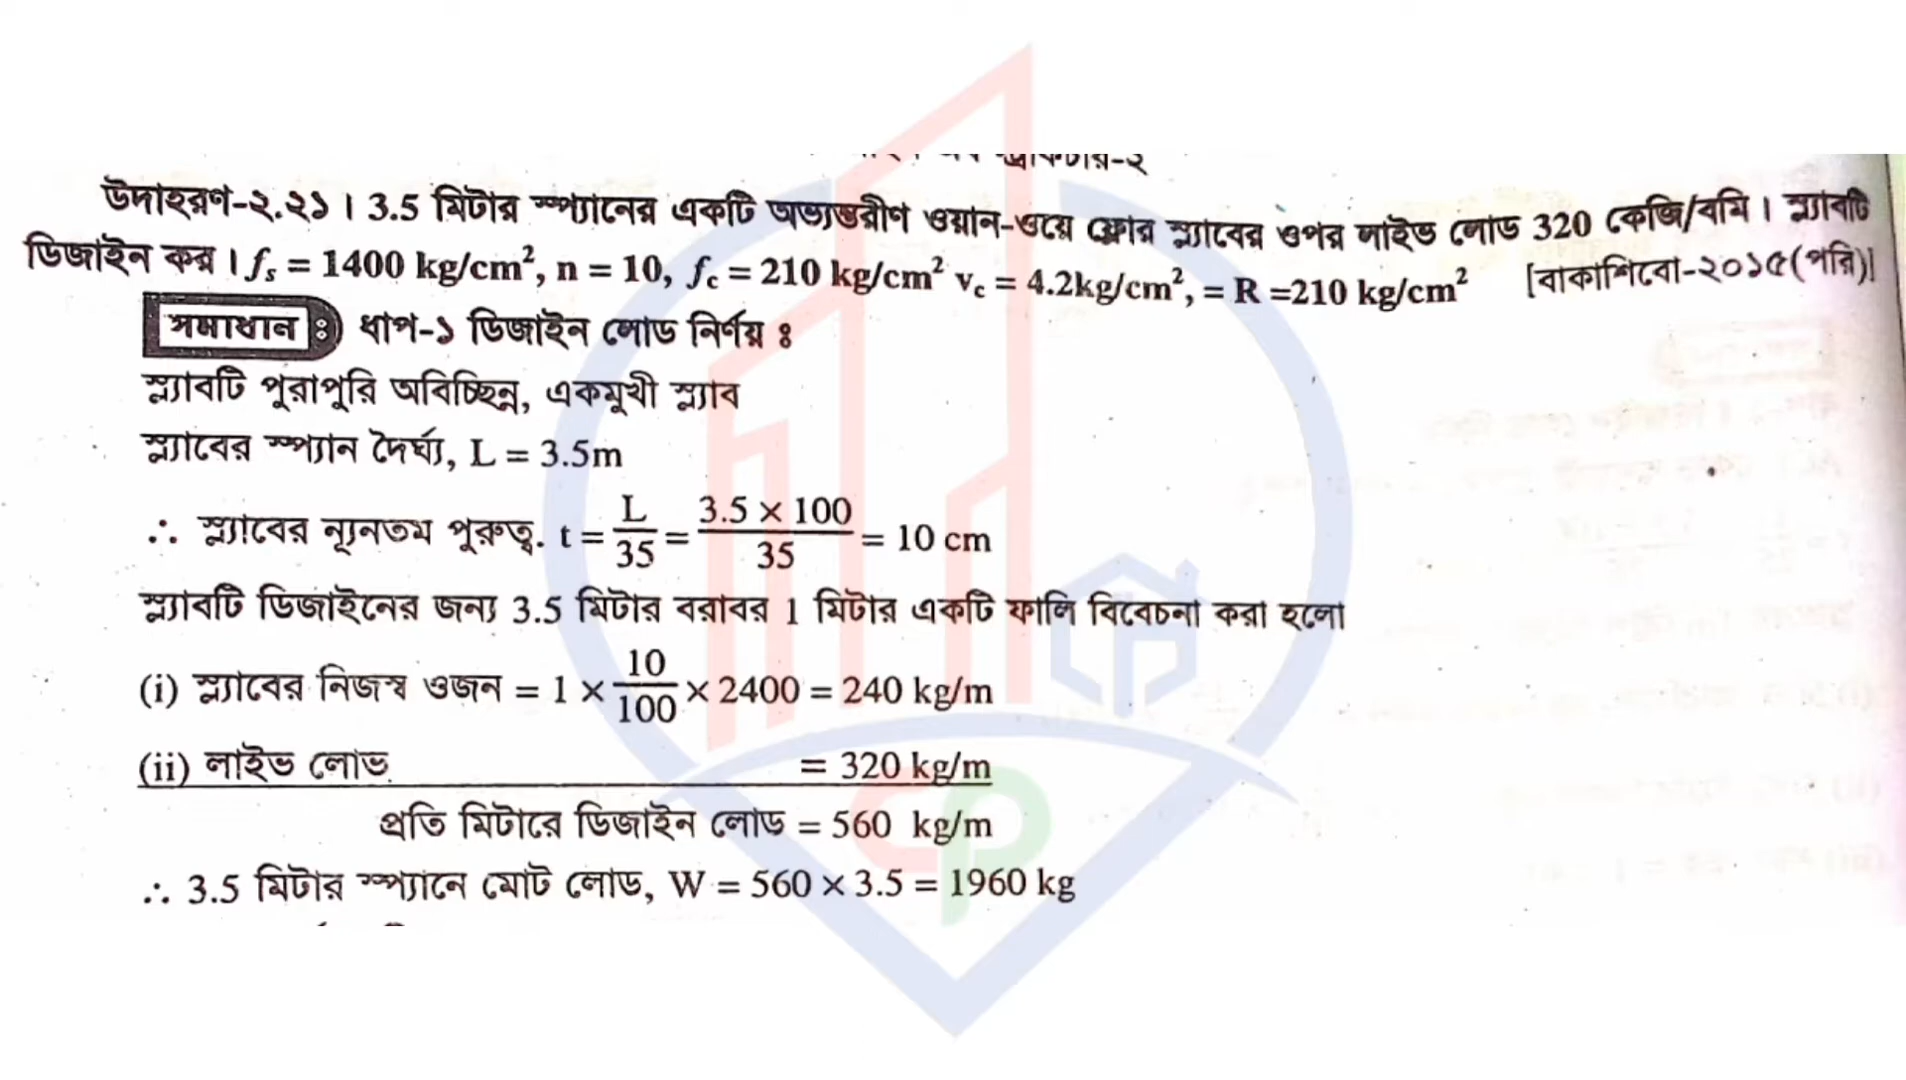 উদাহরণ-২.২১। 3.5 মিটার স্প্যানের একটি অভ্যন্তরীণ ওয়ান-ওয়ে ফ্লোর স্ল্যাবের ওপর লাইভ লোড 320 কেজি/বমি। স্ল্যাবটি
ডিজাইন কর। fs = 1400 kg/cm², n = 10, fc = 210 kg/cm² vc = 4.2kg/cm², = R =210 kg/cm² [বাকাশিবো-২০১৫(পরি)]
সমাধান ঃ ধাপ-১ ডিজাইন লোড নির্ণয় ঃ
স্ল্যাবটি পুরাপুরি অবিচ্ছিন্ন, একমুখী স্ল্যাব
স্ল্যাবের স্প্যান দৈর্ঘ্য, L = 3.5m
∴ স্ল্যাবের ন্যূনতম পুরুত্ব. t = L/35 = 3.5 × 100/35 = 10 cm
স্ল্যাবটি ডিজাইনের জন্য 3.5 মিটার বরাবর 1 মিটার একটি ফালি বিবেচনা করা হলো
(i) স্ল্যাবের নিজস্ব ওজন = 1 × 10/100 × 2400 = 240 kg/m
(ii) লাইভ লোড = 320 kg/m
প্রতি মিটারে ডিজাইন লোড = 560 kg/m
∴ 3.5 মিটার স্প্যানে মোট লোড, W = 560 × 3.5 = 1960 kg